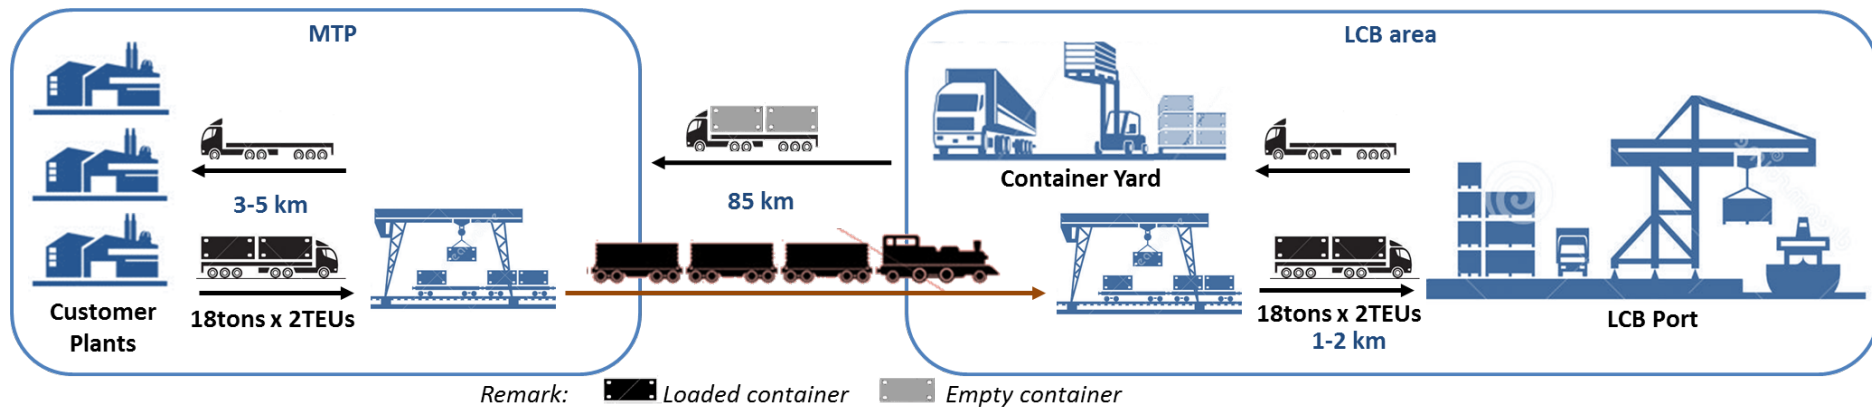 MTP
LCB area
Container Yard
3-5 km
85 km
Customer
Plants
18tons x 2TEUs
18tons x 2TEUs
1-2 km
LCB Port
Remark:
Loaded container
Empty container